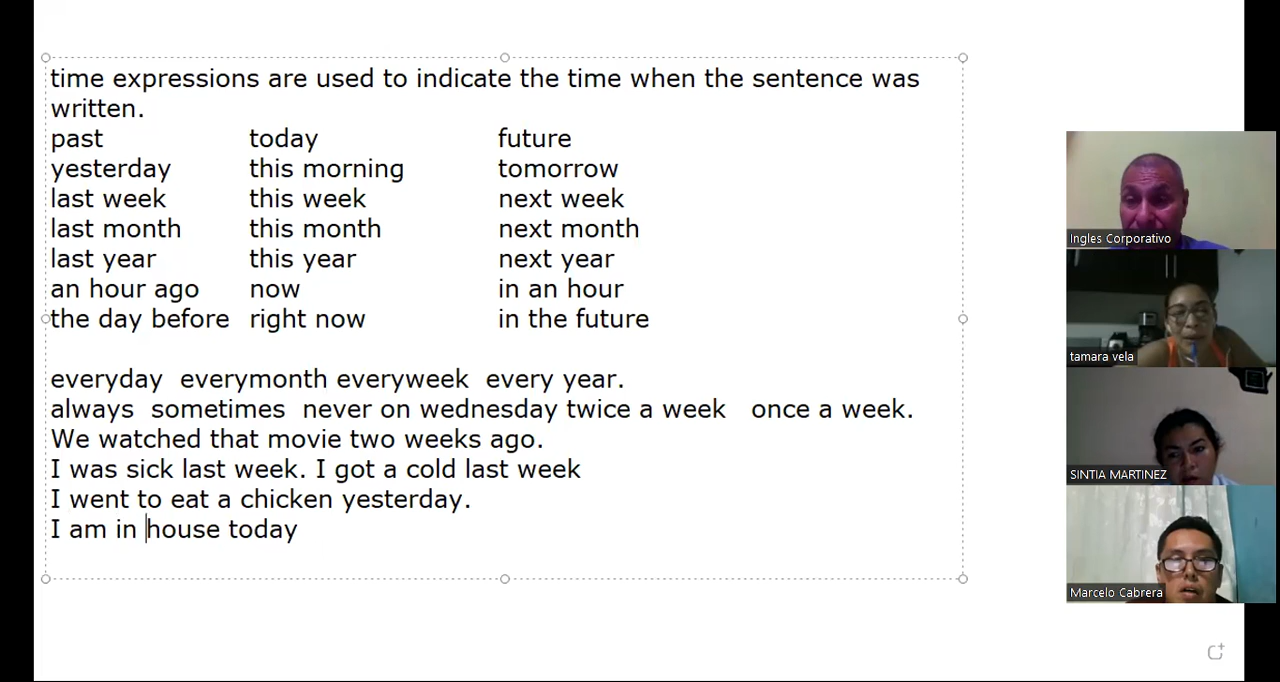 time expressions are used to indicate the time when the sentence was
written.
past today future
yesterday this morning tomorrow
last week this week next week
last month this month next month
last year this year next year
an hour ago now in an hour
the day before right now in the future
everyday everymonth everyweek every year.
always sometimes never on wednesday twice a week once a week.
We watched that movie two weeks ago.
I was sick last week. I got a cold last week
I went to eat a chicken yesterday.
I am in house today
Ingles Corporativo
tamara vela
SINTIA MARTINEZ
Marcelo Cabrera